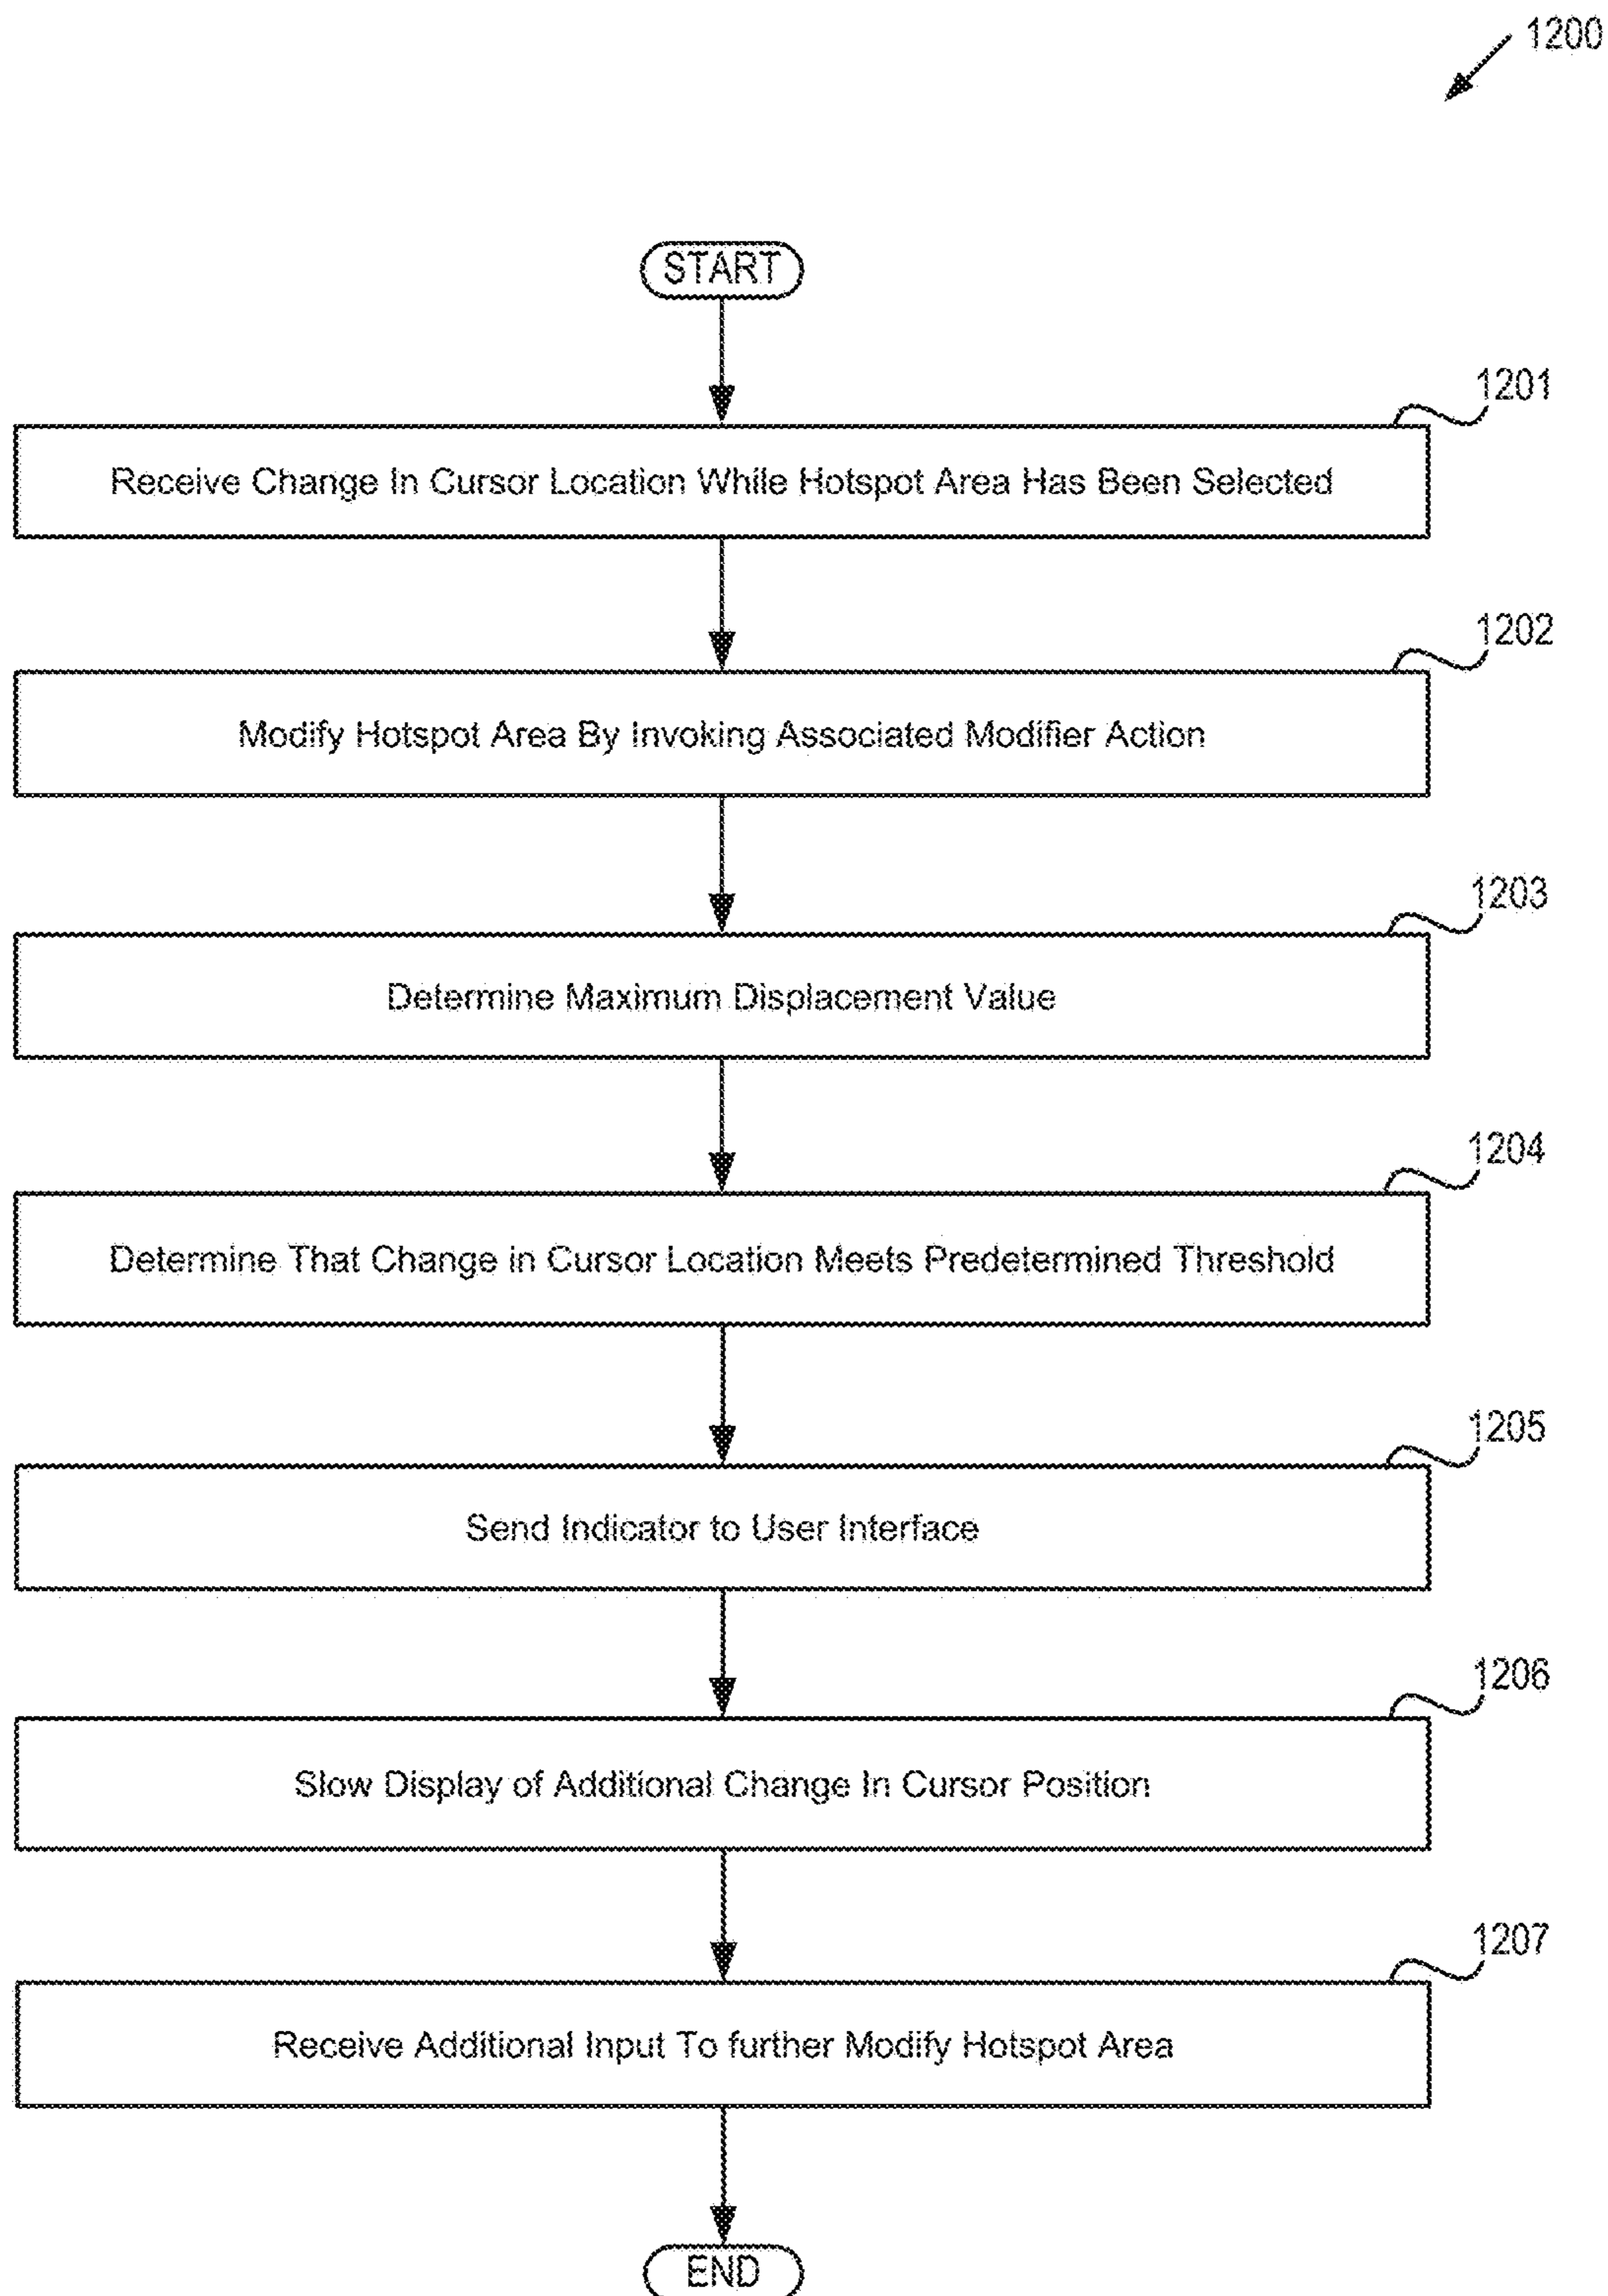 1200
START
1201
Receive Change In Cursor Location While Hotspot Area Has Been Selected
1202
Modify Hotspot Area By Invoking Associated Modifier Action
1203
Determine Maximum Displacement Value
1204
Determine That Change in Cursor Location Meets Predetermined Threshold
1205
Send Indicator to User Interface
1206
Slow Display of Additional Change In Cursor Position
1207
Receive Additional Input To further Modify Hotspot Area
END